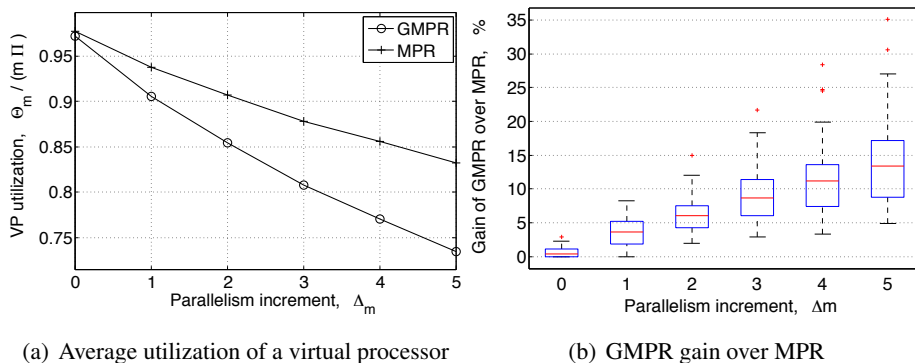 VP utilization, Θm / (m Π)
0.95
0.9
0.85
0.8
0.75
0 1 2 3 4 5
Parallelism increment, Δm
GMPR
MPR
(a) Average utilization of a virtual processor
Gain of GMPR over MPR, %
35
30
25
20
15
10
5
0
0 1 2 3 4 5
Parallelism increment, Δm
(b) GMPR gain over MPR